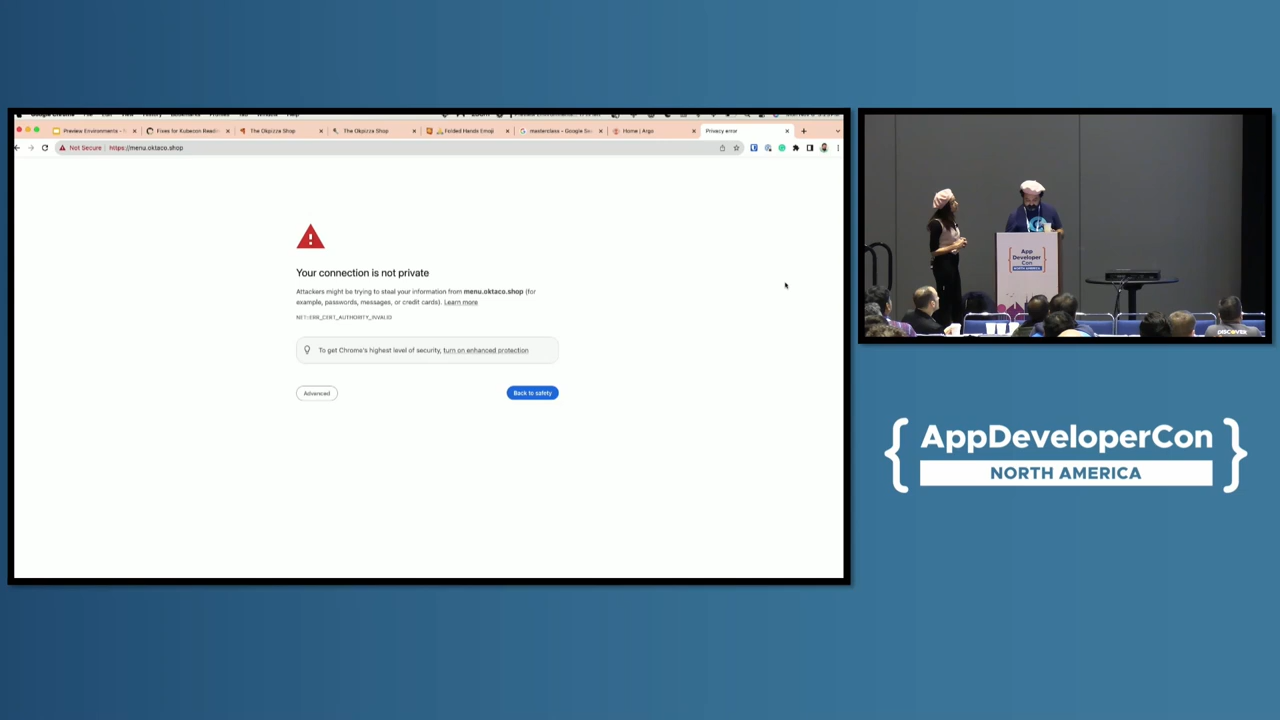 Preview Environments -
Fixes for Kubecon Readi
The Okpizza Shop
The Okpizza Shop
Folded Hands Emoji
masterclass - Google Sea
Home | Argo
Privacy error
Not Secure
https://menu.oktaco.shop
Your connection is not private
Attackers might be trying to steal your information from menu.oktaco.shop (for
example, passwords, messages, or credit cards). Learn more
NET::ERR_CERT_AUTHORITY_INVALID
To get Chrome's highest level of security, turn on enhanced protection
Advanced
Back to safety
App
Developer
Con
NORTH AMERICA
DISCOVER
{ AppDeveloperCon }
NORTH AMERICA